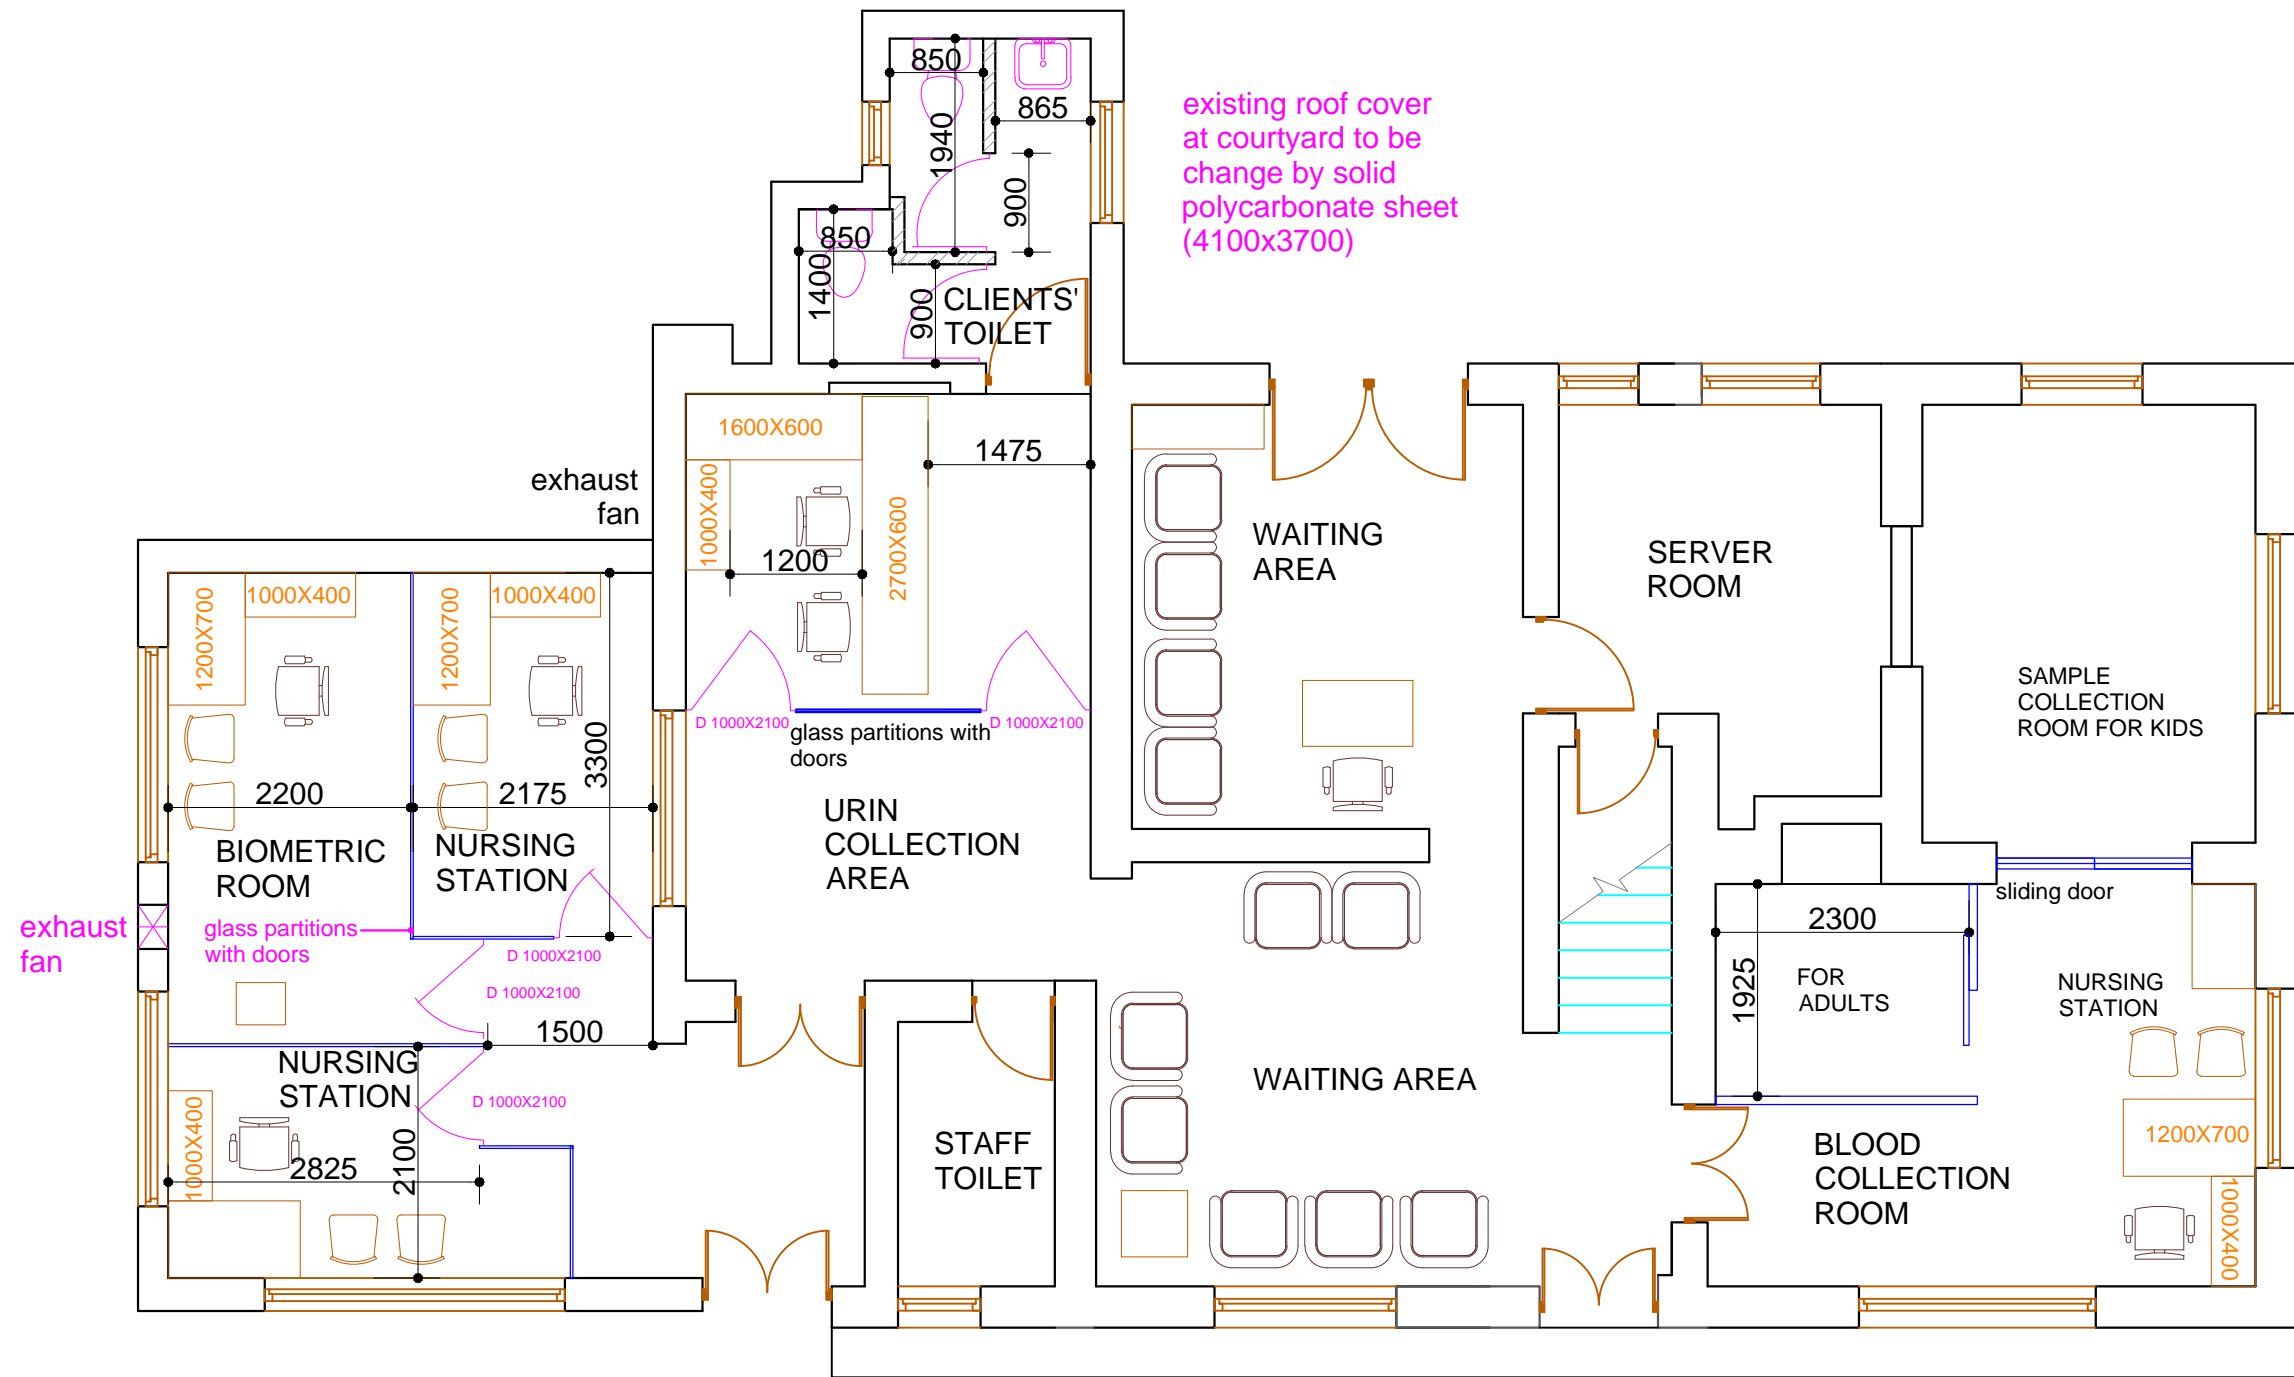 850
865
1940
900
existing roof cover
at courtyard to be
change by solid
polycarbonate sheet
(4100x3700)
850
1400
900
CLIENTS'
TOILET
1600X600
1475
1000X400
1200
2700X600
exhaust
fan
WAITING
AREA
SERVER
ROOM
SAMPLE
COLLECTION
ROOM FOR KIDS
1200X700
1000X400
1200X700
1000X400
3300
D 1000X2100
D 1000X2100
glass partitions with
doors
2200
2175
URIN
COLLECTION
AREA
BIOMETRIC
ROOM
NURSING
STATION
exhaust
fan
glass partitions
with doors
D 1000X2100
D 1000X2100
1500
sliding door
2300
1925
FOR
ADULTS
NURSING
STATION
NURSING
STATION
D 1000X2100
1000X400
2825
2100
STAFF
TOILET
WAITING AREA
BLOOD
COLLECTION
ROOM
1200X700
1000X400